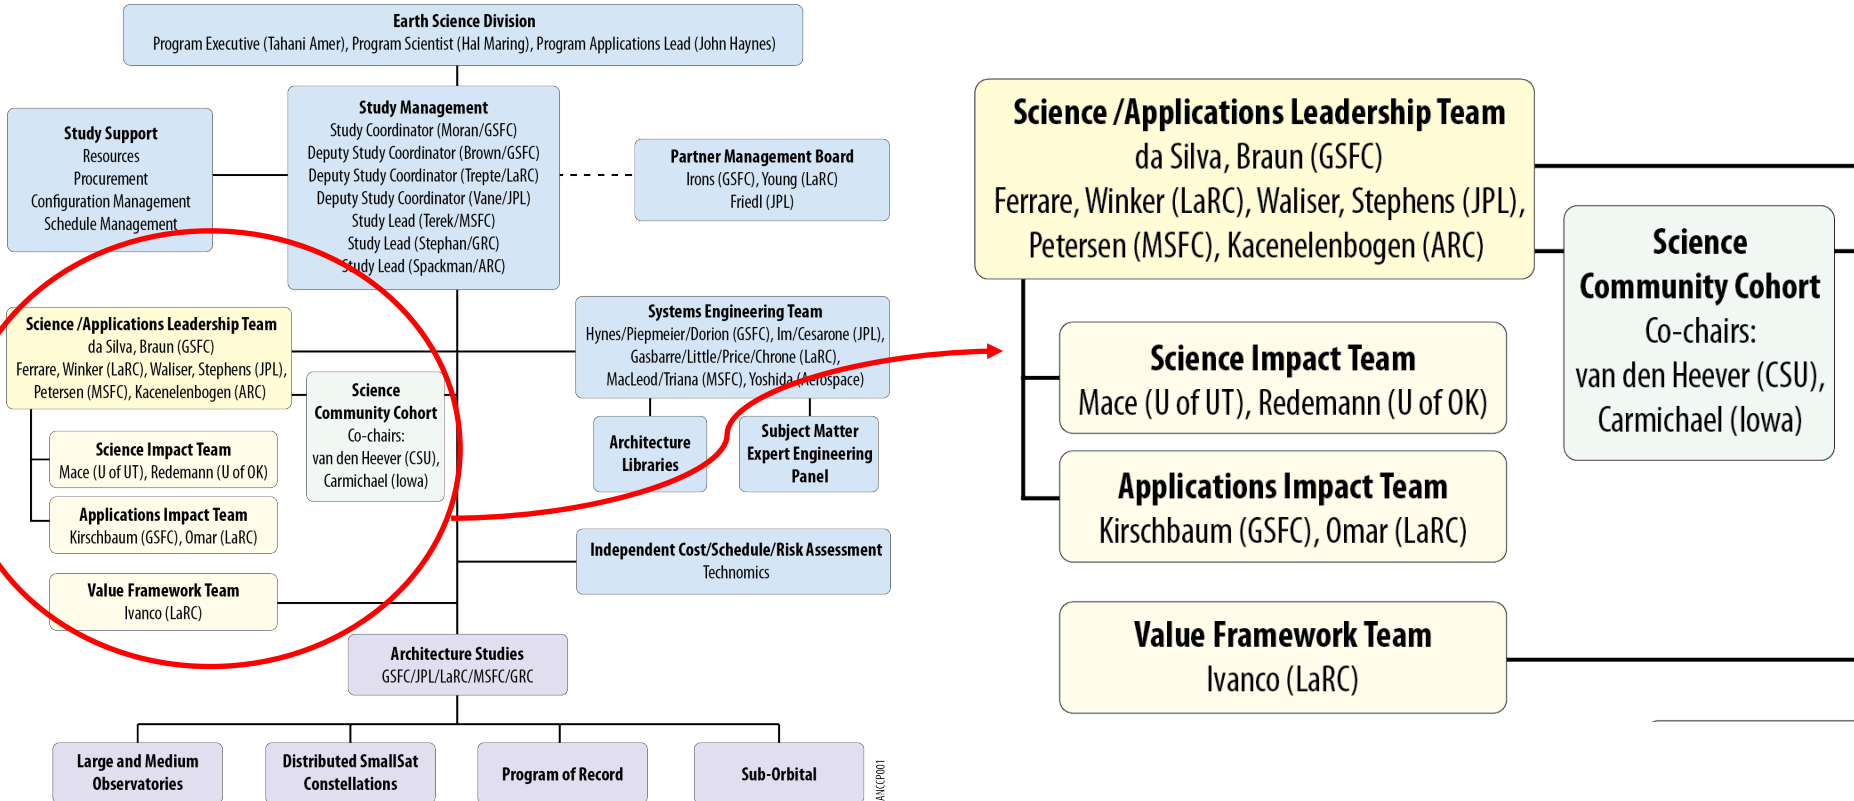 Earth Science Division
Program Executive (Tahani Amer), Program Scientist (Hal Maring), Program Applications Lead (John Haynes)
Study Management
Study Coordinator (Moran/GSFC)
Deputy Study Coordinator (Brown/GSFC)
Deputy Study Coordinator (Trepte/LaRC)
Deputy Study Coordinator (Vane/JPL)
Study Lead (Terek/MSFC)
Study Lead (Stephan/GRC)
Study Lead (Spackman/ARC)
Study Support
Resources
Procurement
Configuration Management
Schedule Management
Partner Management Board
Irons (GSFC), Young (LaRC)
Friedl (JPL)
Science /Applications Leadership Team
da Silva, Braun (GSFC)
Ferrare, Winker (LaRC), Waliser, Stephens (JPL),
Petersen (MSFC), Kacenelenbogen (ARC)
Science
Community Cohort
Co-chairs:
van den Heever (CSU),
Carmichael (Iowa)
Science Impact Team
Mace (U of UT), Redemann (U of OK)
Applications Impact Team
Kirschbaum (GSFC), Omar (LaRC)
Value Framework Team
Ivanco (LaRC)
Systems Engineering Team
Hynes/Piepmeier/Dorion (GSFC), Im/Cesarone (JPL),
Gasbarre/Little/Price/Chrone (LaRC),
MacLeod/Triana (MSFC), Yoshida (Aerospace)
Architecture
Libraries
Subject Matter
Expert Engineering
Panel
Independent Cost/Schedule/Risk Assessment
Technomics
Architecture Studies
GSFC/JPL/LaRC/MSFC/GRC
Large and Medium
Observatories
Distributed SmallSat
Constellations
Program of Record
Sub-Orbital
ANCCP001
Science /Applications Leadership Team
da Silva, Braun (GSFC)
Ferrare, Winker (LaRC), Waliser, Stephens (JPL),
Petersen (MSFC), Kacenelenbogen (ARC)
Science
Community Cohort
Co-chairs:
van den Heever (CSU),
Carmichael (Iowa)
Science Impact Team
Mace (U of UT), Redemann (U of OK)
Applications Impact Team
Kirschbaum (GSFC), Omar (LaRC)
Value Framework Team
Ivanco (LaRC)